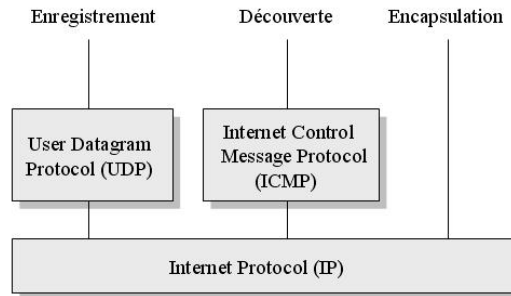 Enregistrement Découverte Encapsulation
User Datagram
Protocol (UDP)
Internet Control
Message Protocol
(ICMP)
Internet Protocol (IP)